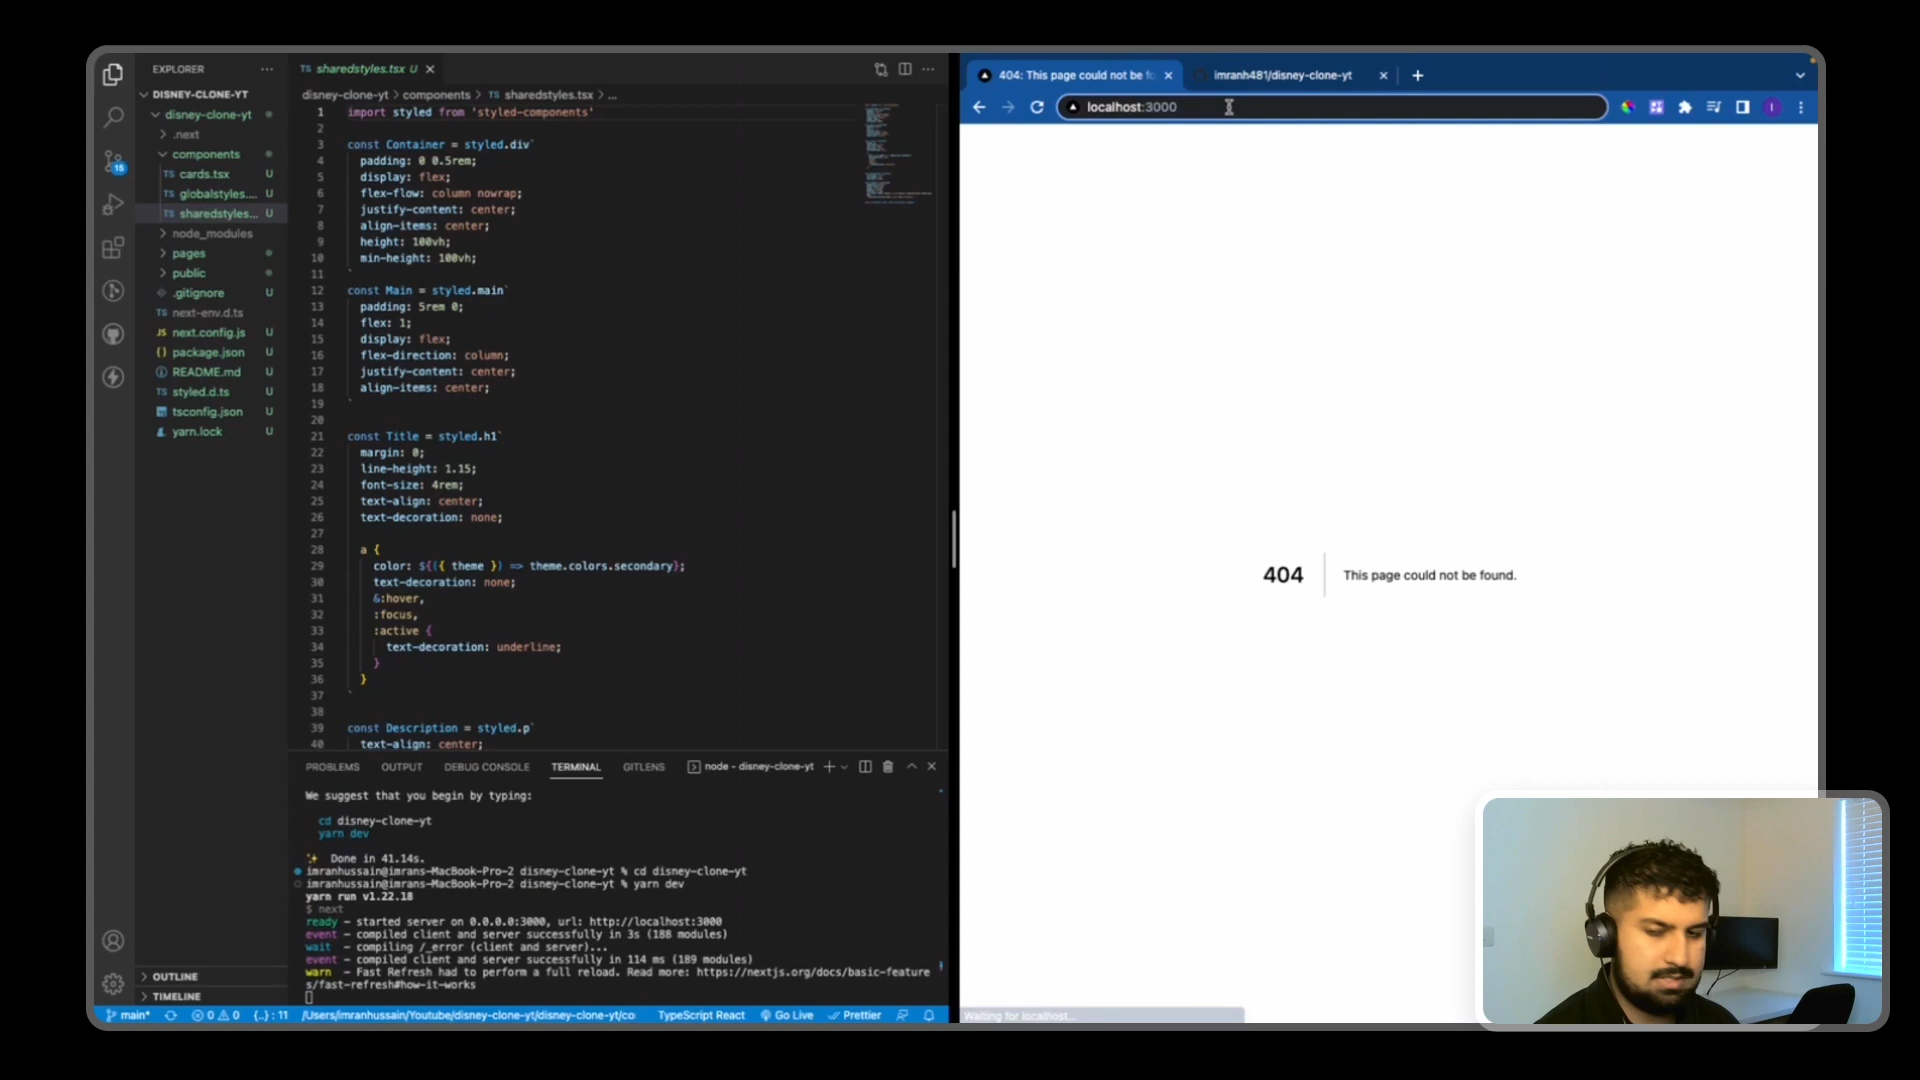 EXPLORER
DISNEY-CLONE-YT
disney-clone-yt
.next
components
TS cards.tsx U
TS globalstyles.... U
TS sharedstyles... U
node_modules
pages
public
.gitignore U
TS next-env.d.ts
JS next.config.js U
package.json U
README.md U
TS styled.d.ts U
tsconfig.json U
yarn.lock U
OUTLINE
TIMELINE
15
TS sharedstyles.tsx U
disney-clone-yt > components > TS sharedstyles.tsx > ...
1 import styled from 'styled-components'
2
3 const Container = styled.div`
4 padding: 0 0.5rem;
5 display: flex;
6 flex-flow: column nowrap;
7 justify-content: center;
8 align-items: center;
9 height: 100vh;
10 min-height: 100vh;
11 `
12 const Main = styled.main`
13 padding: 5rem 0;
14 flex: 1;
15 display: flex;
16 flex-direction: column;
17 justify-content: center;
18 align-items: center;
19 `
20
21 const Title = styled.h1`
22 margin: 0;
23 line-height: 1.15;
24 font-size: 4rem;
25 text-align: center;
26 text-decoration: none;
27
28 a {
29 color: ${({ theme }) => theme.colors.secondary};
30 text-decoration: none;
31 &:hover,
32 :focus,
33 :active {
34 text-decoration: underline;
35 }
36 }
37 `
38
39 const Description = styled.p`
40 text-align: center;
PROBLEMS OUTPUT DEBUG CONSOLE TERMINAL GITLENS node - disney-clone-yt
We suggest that you begin by typing:
cd disney-clone-yt
yarn dev
Done in 41.14s.
imranhussain@imrans-MacBook-Pro-2 disney-clone-yt % cd disney-clone-yt
imranhussain@imrans-MacBook-Pro-2 disney-clone-yt % yarn dev
yarn run v1.22.18
$ next
ready - started server on 0.0.0.0:3000, url: http://localhost:3000
event - compiled client and server successfully in 3s (188 modules)
wait - compiling /_error (client and server)...
event - compiled client and server successfully in 114 ms (189 modules)
warn - Fast Refresh had to perform a full reload. Read more: https://nextjs.org/docs/basic-feature
s/fast-refresh#how-it-works
main* 0 0 {..} : 11 /Users/imranhussain/Youtube/disney-clone-yt/disney-clone-yt/co TypeScript React Go Live Prettier
404: This page could not be fo
imranh481/disney-clone-yt
localhost:3000
I
404
This page could not be found.
Waiting for localhost...